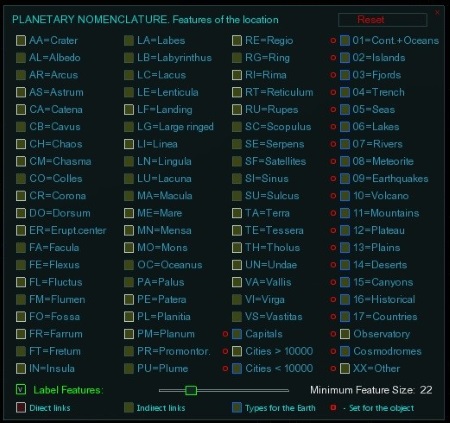 PLANETARY NOMENCLATURE. Features of the location Reset x
AA=Crater LA=Labes RE=Regio 01=Cont.+Oceans
AL=Albedo LB=Labyrinthus RG=Ring 02=Islands
AR=Arcus LC=Lacus RI=Rima 03=Fjords
AS=Astrum LE=Lenticula RT=Reticulum 04=Trench
CA=Catena LF=Landing RU=Rupes 05=Seas
CB=Cavus LG=Large ringed SC=Scopulus 06=Lakes
CH=Chaos LI=Linea SE=Serpens 07=Rivers
CM=Chasma LN=Lingula SF=Satellites 08=Meteorite
CO=Colles LU=Lacuna SI=Sinus 09=Earthquakes
CR=Corona MA=Macula SU=Sulcus 10=Volcano
DO=Dorsum ME=Mare TA=Terra 11=Mountains
ER=Erupt.center MN=Mensa TE=Tessera 12=Plateau
FA=Facula MO=Mons TH=Tholus 13=Plains
FE=Flexus OC=Oceanus UN=Undae 14=Deserts
FL=Fluctus PA=Palus VA=Vallis 15=Canyons
FM=Flumen PE=Patera VI=Virga 16=Historical
FO=Fossa PL=Planitia VS=Vastitas 17=Countries
FR=Farrum PM=Planum Capitals Observatory
FT=Fretum PR=Promontor. Cities > 10000 Cosmodromes
IN=Insula PU=Plume Cities < 10000 XX=Other
V Label Features: Minimum Feature Size: 22
Direct links Indirect links Types for the Earth - Set for the object